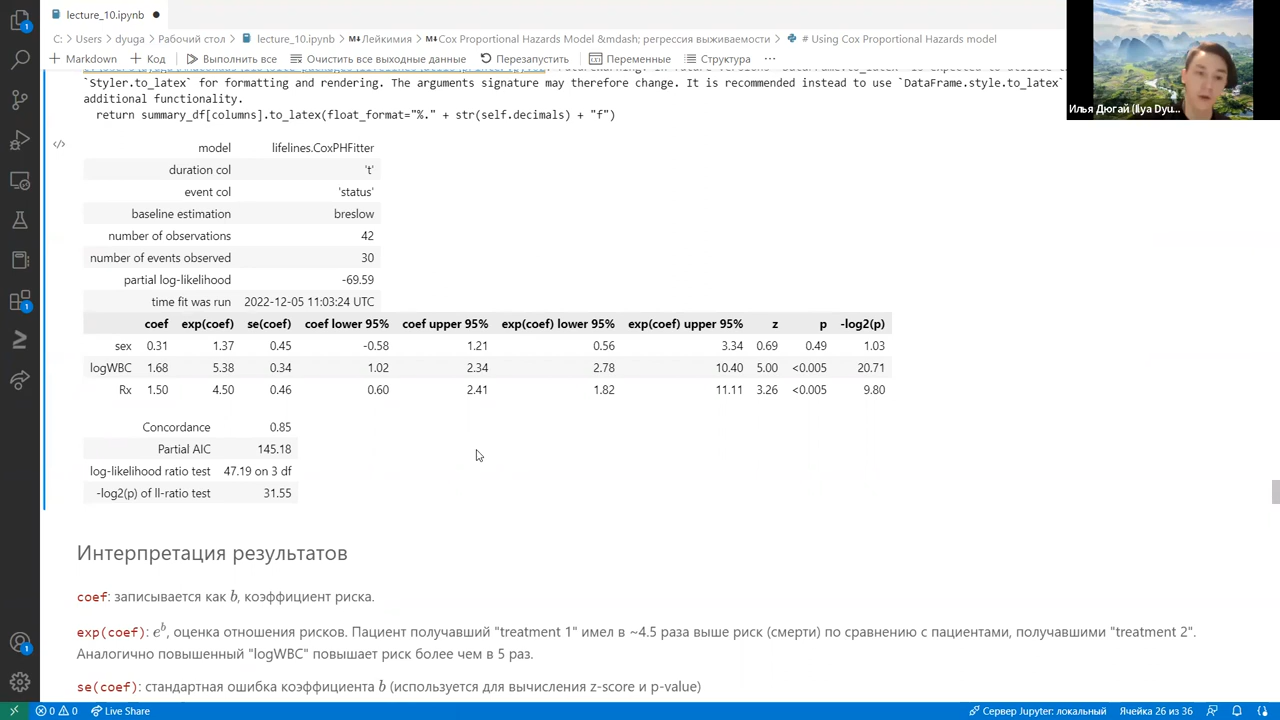 lecture_10.ipynb ●
C: > Users > dyuga > Рабочий стол > lecture_10.ipynb > M↓Лейкимия > M↓Cox Proportional Hazards Model &mdash; регрессия выживаемости > # Using Cox Proportional Hazards model
+ Markdown + Код Выполнить все Очистить все выходные данные Перезапустить Переменные Структура ···
`Styler.to_latex` for formatting and rendering. The arguments signature may therefore change. It is recommended instead to use `DataFrame.style.to_latex`
additional functionality.
return summary_df[columns].to_latex(float_format="%." + str(self.decimals) + "f")
Илья Дюгай (Ilya Dyu...
model lifelines.CoxPHFitter
duration col 't'
event col 'status'
baseline estimation breslow
number of observations 42
number of events observed 30
partial log-likelihood -69.59
time fit was run 2022-12-05 11:03:24 UTC
coef exp(coef) se(coef) coef lower 95% coef upper 95% exp(coef) lower 95% exp(coef) upper 95% z p -log2(p)
sex 0.31 1.37 0.45 -0.58 1.21 0.56 3.34 0.69 0.49 1.03
logWBC 1.68 5.38 0.34 1.02 2.34 2.78 10.40 5.00 <0.005 20.71
Rx 1.50 4.50 0.46 0.60 2.41 1.82 11.11 3.26 <0.005 9.80
Concordance 0.85
Partial AIC 145.18
log-likelihood ratio test 47.19 on 3 df
-log2(p) of ll-ratio test 31.55
Интерпретация результатов
coef: записывается как b, коэффициент риска.
exp(coef): e^b, оценка отношения рисков. Пациент получавший "treatment 1" имел в ~4.5 раза выше риск (смерти) по сравнению с пациентами, получавшими "treatment 2".
Аналогично повышенный "logWBC" повышает риск более чем в 5 раз.
se(coef): стандартная ошибка коэффициента b (используется для вычисления z-score и p-value)
0 0 Live Share Сервер Jupyter: локальный Ячейка 26 из 36